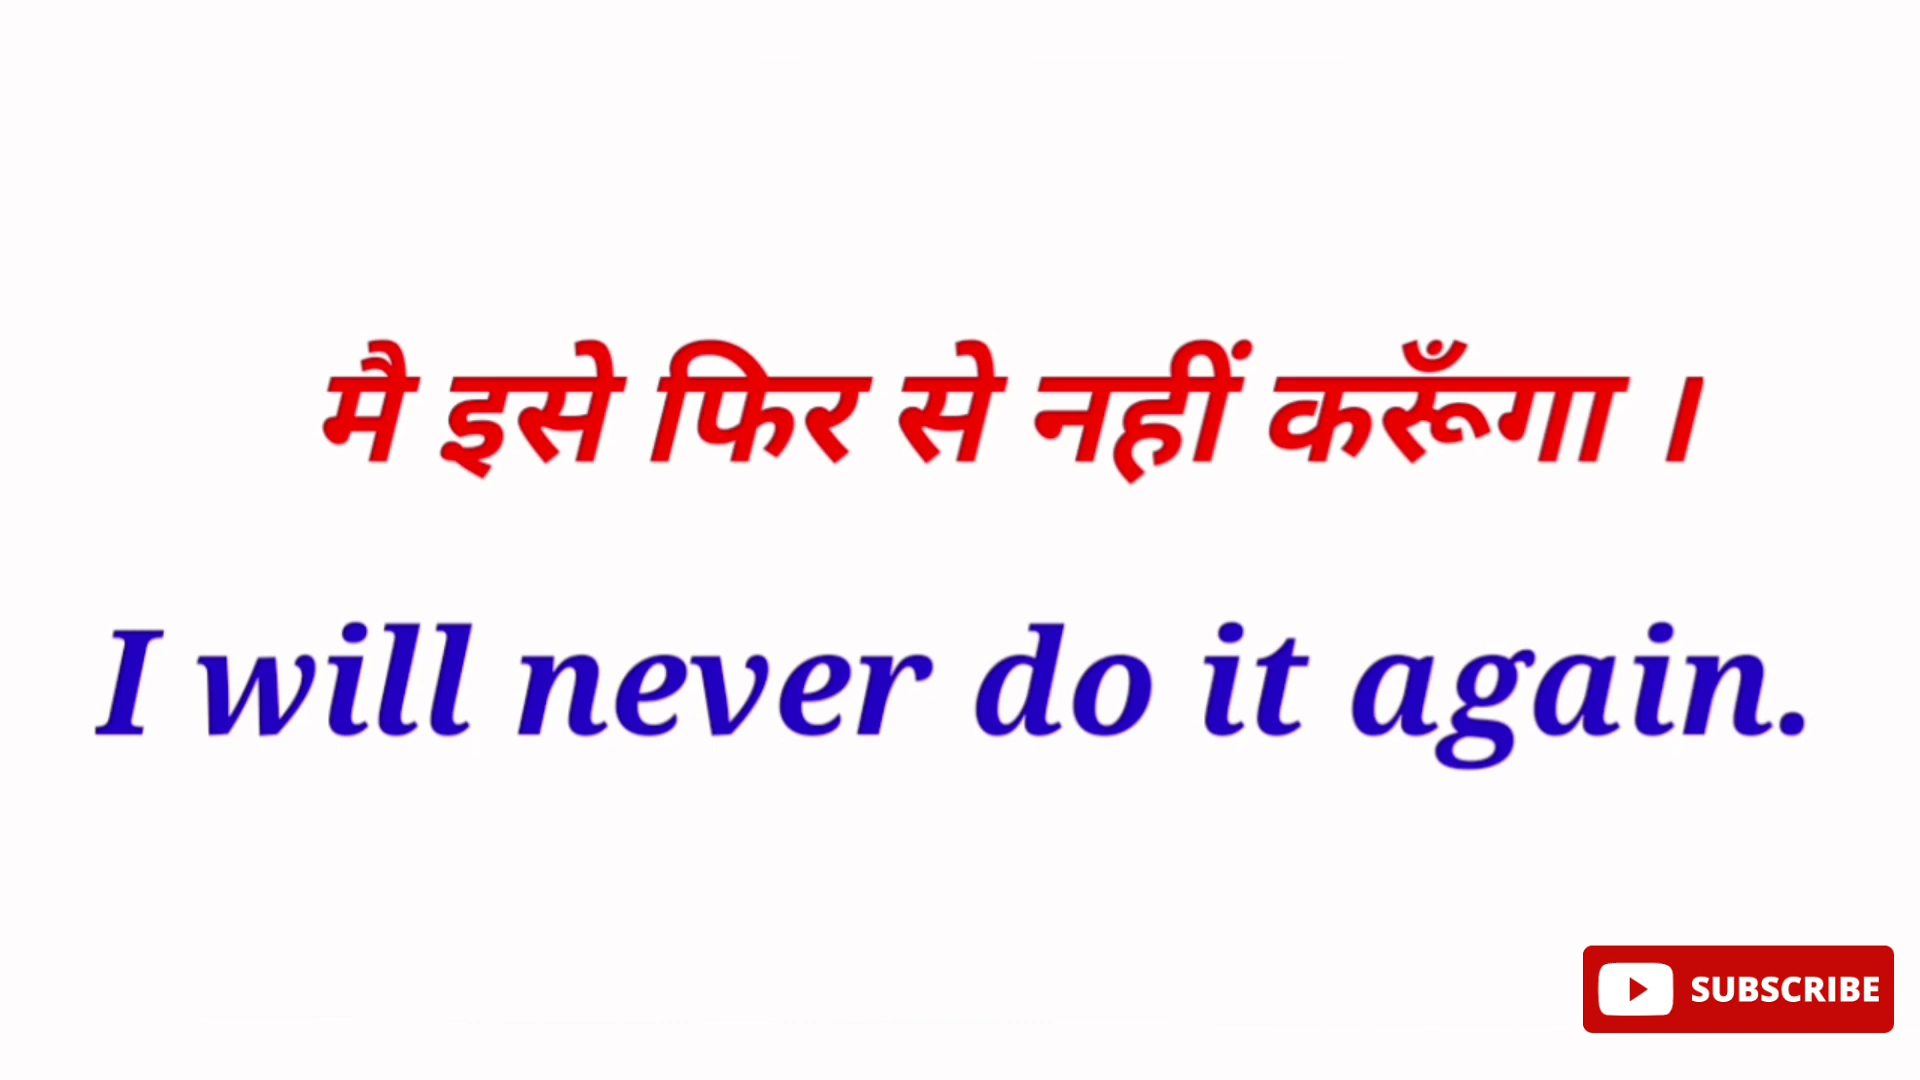 मै इसे फिर से नहीं करूँगा ।
I will never do it again.
SUBSCRIBE